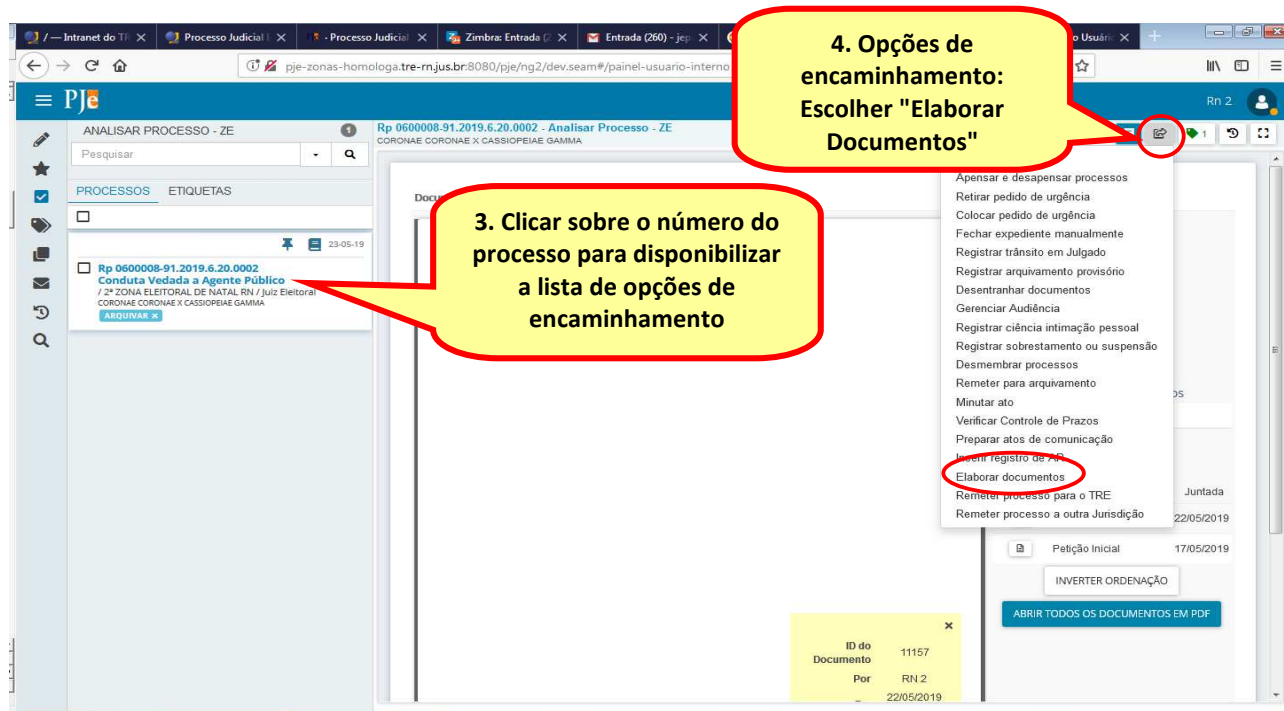 / — Intranet do TR
Processo Judicial
- Processo Judicial
Zimbra: Entrada (2
Entrada (260) - jep
o Usuári
pje-zonas-homologa.tre-rn.jus.br:8080/pje/ng2/dev.seam#/painel-usuario-interno
PJe
Rn 2
4. Opções de
encaminhamento:
Escolher "Elaborar
Documentos"
ANALISAR PROCESSO - ZE
1
Pesquisar
PROCESSOS ETIQUETAS
23-05-19
Rp 0600008-91.2019.6.20.0002
Conduta Vedada a Agente Público
/ 2ª ZONA ELEITORAL DE NATAL RN / Juiz Eleitoral
CORONAE CORONAE X CASSIOPEIAE GAMMA
ARQUIVAR ×
Rp 0600008-91.2019.6.20.0002 - Analisar Processo - ZE
CORONAE CORONAE X CASSIOPEIAE GAMMA
1
3. Clicar sobre o número do
processo para disponibilizar
a lista de opções de
encaminhamento
Apensar e desapensar processos
Retirar pedido de urgência
Colocar pedido de urgência
Fechar expediente manualmente
Registrar trânsito em Julgado
Registrar arquivamento provisório
Desentranhar documentos
Gerenciar Audiência
Registrar ciência intimação pessoal
Registrar sobrestamento ou suspensão
Desmembrar processos
Remeter para arquivamento
Minutar ato
Verificar Controle de Prazos
Preparar atos de comunicação
Inserir registro de AR
Elaborar documentos
Remeter processo para o TRE
Remeter processo a outra Jurisdição
os
Juntada
22/05/2019
Petição Inicial 17/05/2019
INVERTER ORDENAÇÃO
ABRIR TODOS OS DOCUMENTOS EM PDF
×
ID do
Documento 11157
Por RN 2
22/05/2019